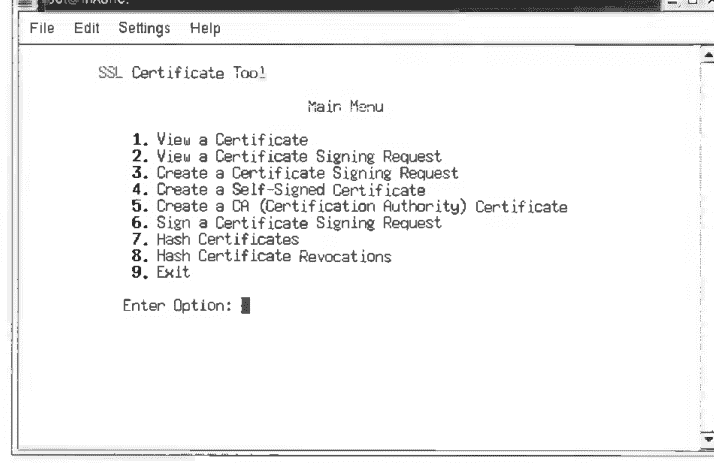 File Edit Settings Help
SSL Certificate Tool
Main Menu
1. View a Certificate
2. View a Certificate Signing Request
3. Create a Certificate Signing Request
4. Create a Self-Signed Certificate
5. Create a CA (Certification Authority) Certificate
6. Sign a Certificate Signing Request
7. Hash Certificates
8. Hash Certificate Revocations
9. Exit
Enter Option: